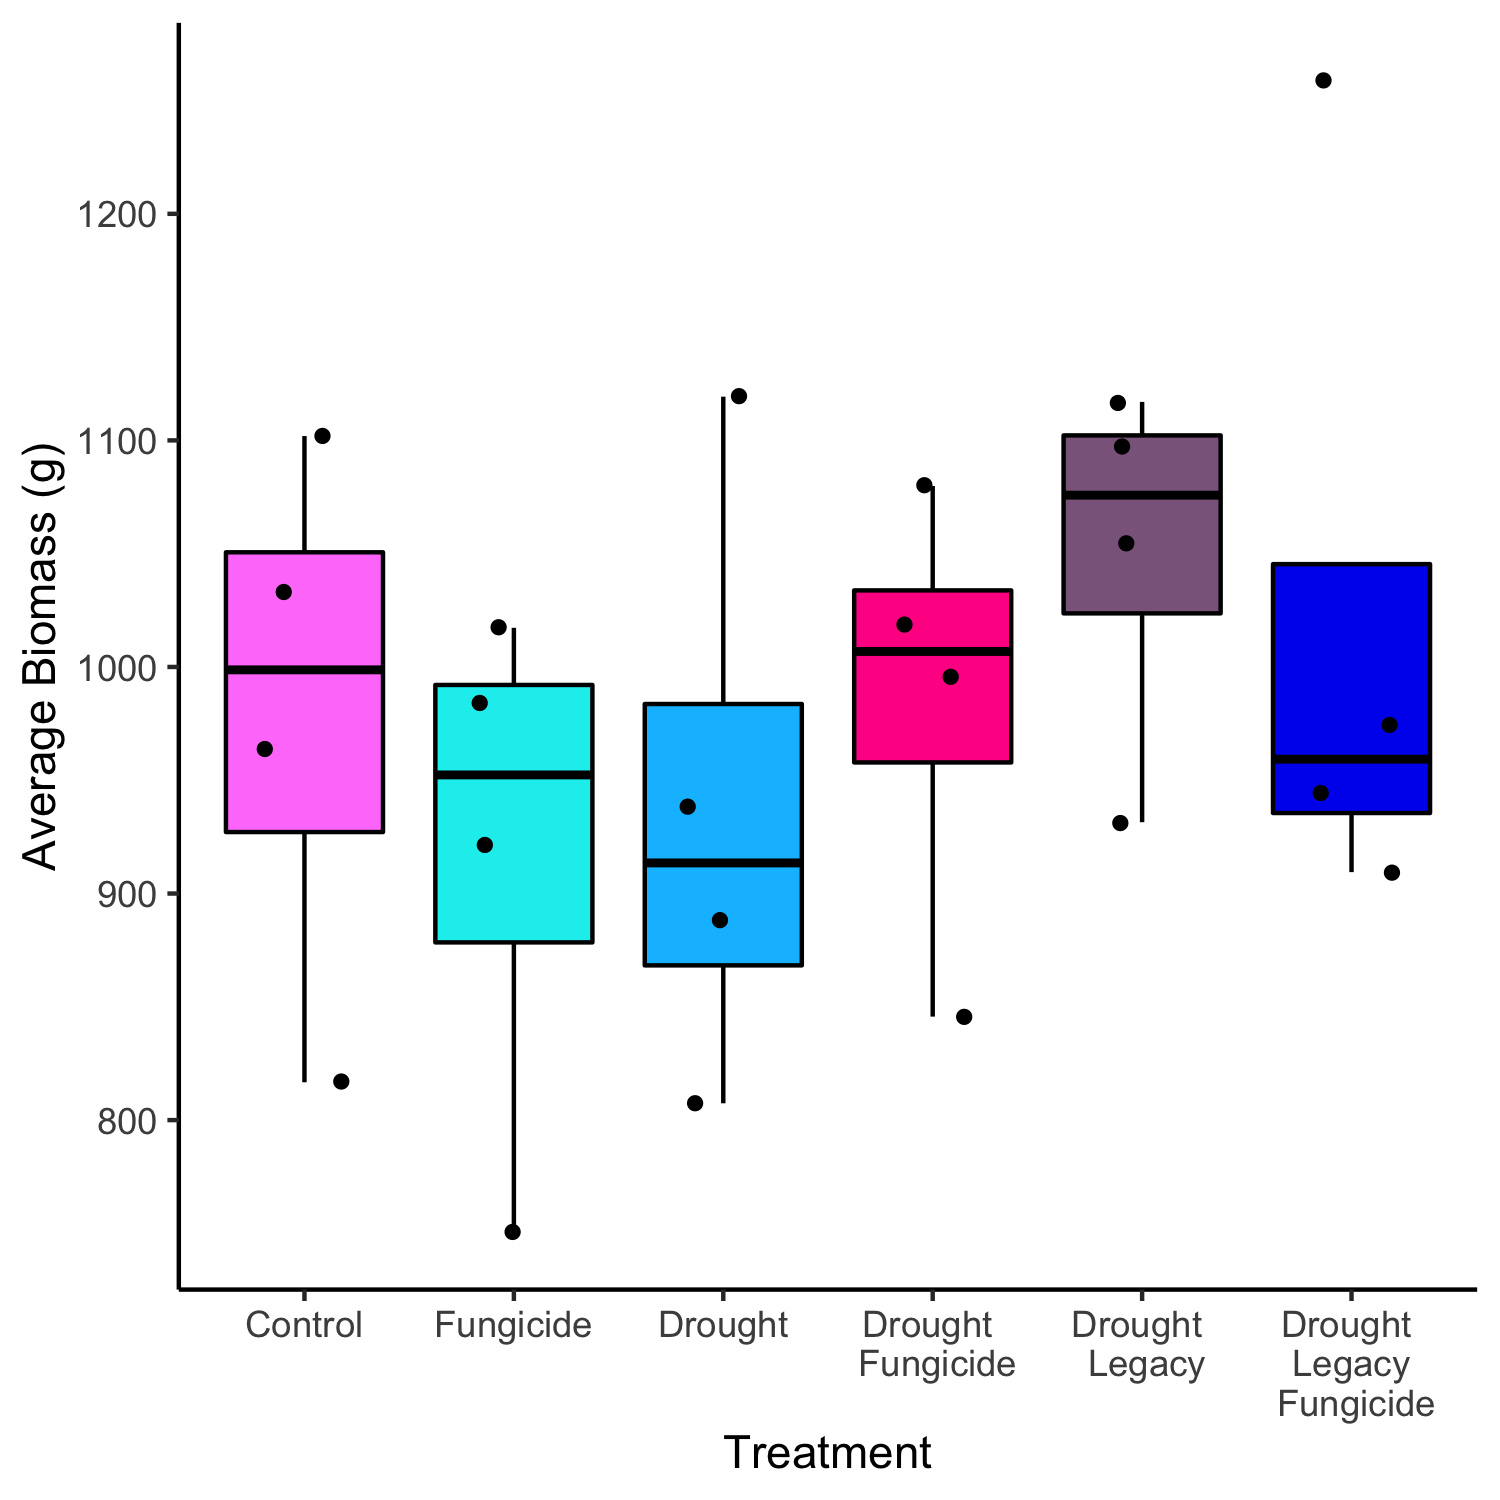 Average Biomass (g)
1200
1100
1000
900
800
Control
Fungicide
Drought
Drought
Fungicide
Drought
Legacy
Drought
Legacy
Fungicide
Treatment